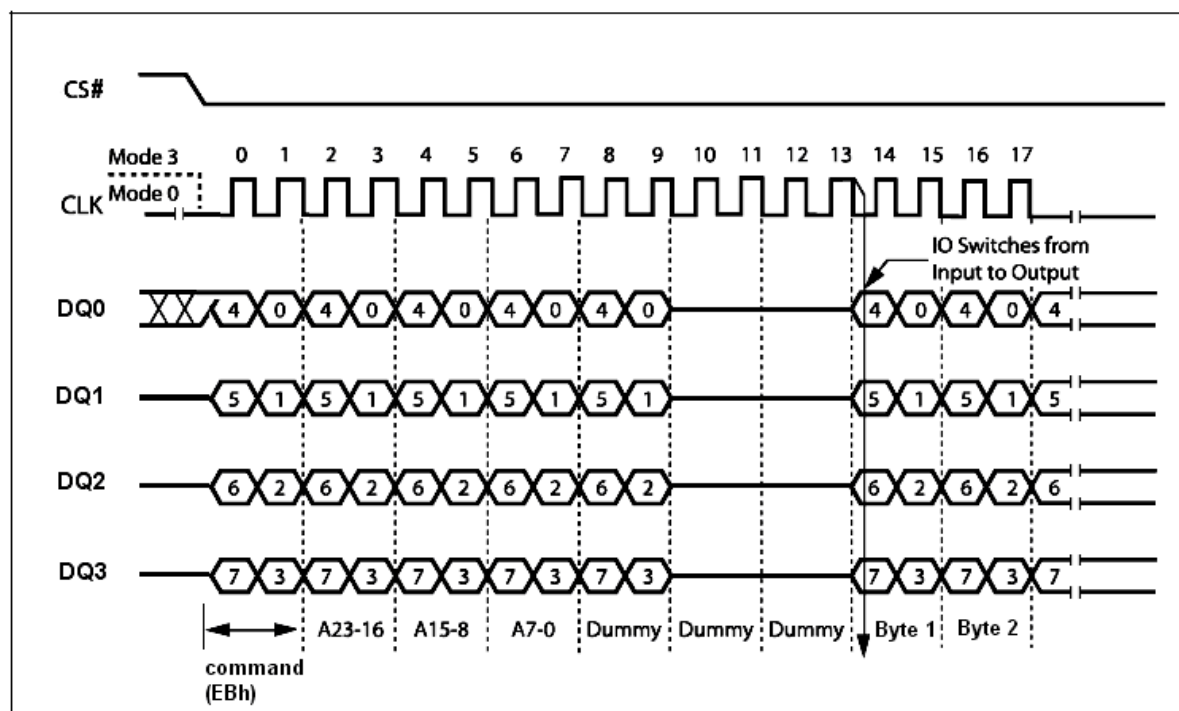 CS#
Mode 3
0 1 2 3 4 5 6 7 8 9 10 11 12 13 14 15 16 17
Mode 0
CLK
IO Switches from
Input to Output
DQ0 4 0 4 0 4 0 4 0 4 0 4 0 4 0 4
DQ1 5 1 5 1 5 1 5 1 5 1 5 1 5 1 5
DQ2 6 2 6 2 6 2 6 2 6 2 6 2 6 2 6
DQ3 7 3 7 3 7 3 7 3 7 3 7 3 7 3 7
A23-16 A15-8 A7-0 Dummy Dummy Dummy Byte 1 Byte 2
command
(EBh)